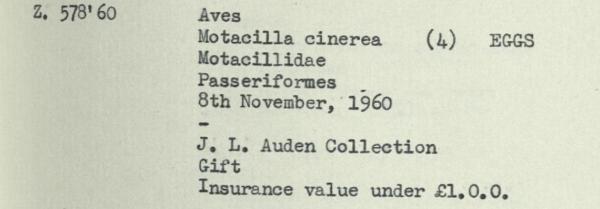 Z. 578'60 Aves
Motacilla cinerea (4) EGGS
Motacillidae
Passeriformes
8th November, 1960
-
J. L. Auden Collection
Gift
Insurance value under £1.0.0.